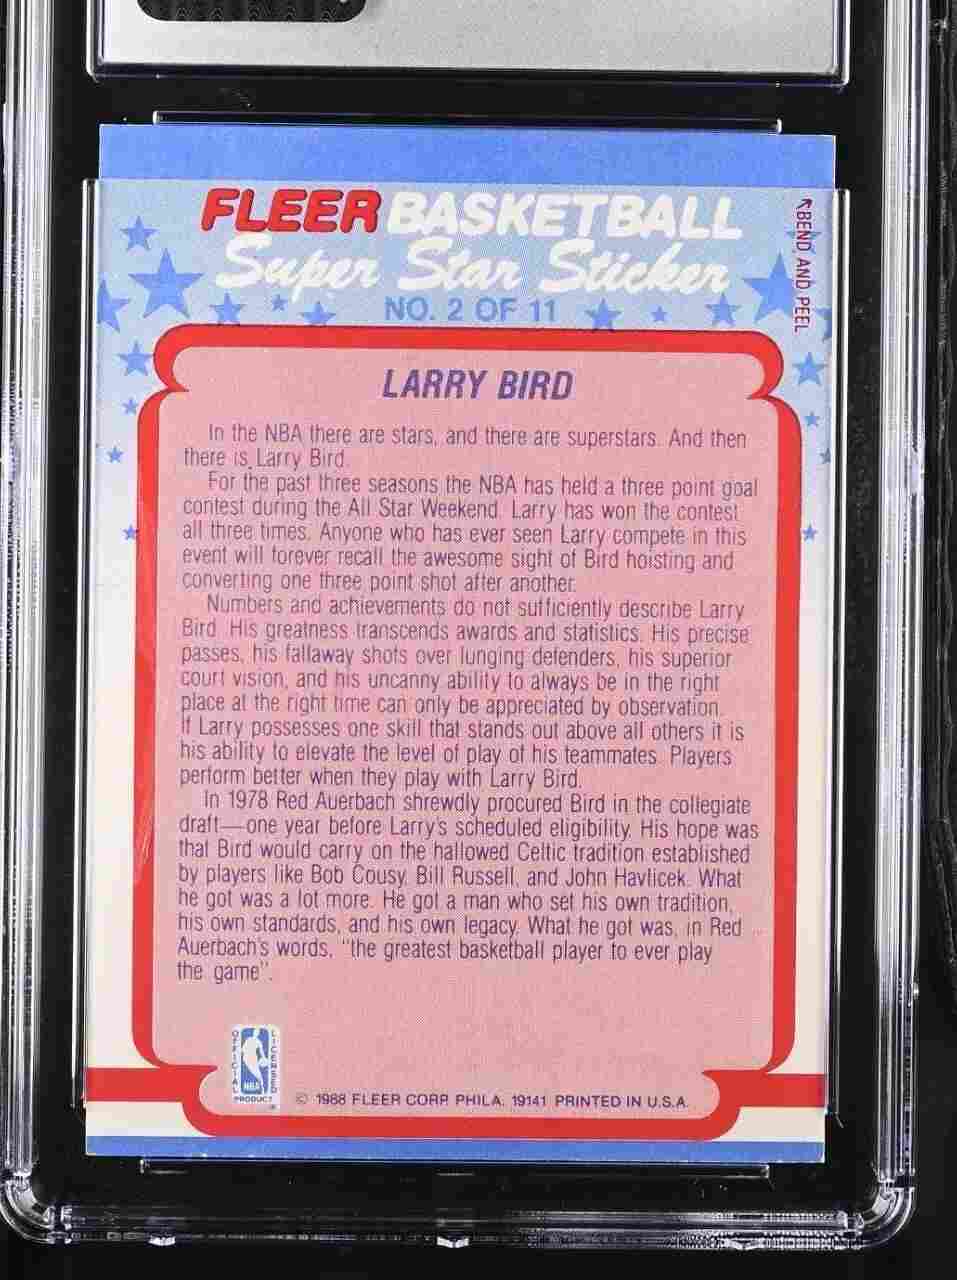 FLEER BASKETBALL
Super Star Sticker
NO. 2 OF 11
BEND AND PEEL
LARRY BIRD
In the NBA there are stars, and there are superstars. And then
there is Larry Bird.
For the past three seasons the NBA has held a three point goal
contest during the All Star Weekend. Larry has won the contest
all three times. Anyone who has ever seen Larry compete in this
event will forever recall the awesome sight of Bird hoisting and
converting one three point shot after another.
Numbers and achievements do not sufficiently describe Larry
Bird. His greatness transcends awards and statistics. His precise
passes, his fallaway shots over lunging defenders, his superior
court vision, and his uncanny ability to always be in the right
place at the right time can only be appreciated by observation.
If Larry possesses one skill that stands out above all others it is
his ability to elevate the level of play of his teammates. Players
perform better when they play with Larry Bird.
In 1978 Red Auerbach shrewdly procured Bird in the collegiate
draft—one year before Larry's scheduled eligibility. His hope was
that Bird would carry on the hallowed Celtic tradition established
by players like Bob Cousy, Bill Russell, and John Havlicek. What
he got was a lot more. He got a man who set his own tradition,
his own standards, and his own legacy. What he got was, in Red
Auerbach's words, "the greatest basketball player to ever play
the game".
OFFICIAL
LICENSED
NBA
PRODUCT
© 1988 FLEER CORP. PHILA. 19141 PRINTED IN U.S.A.